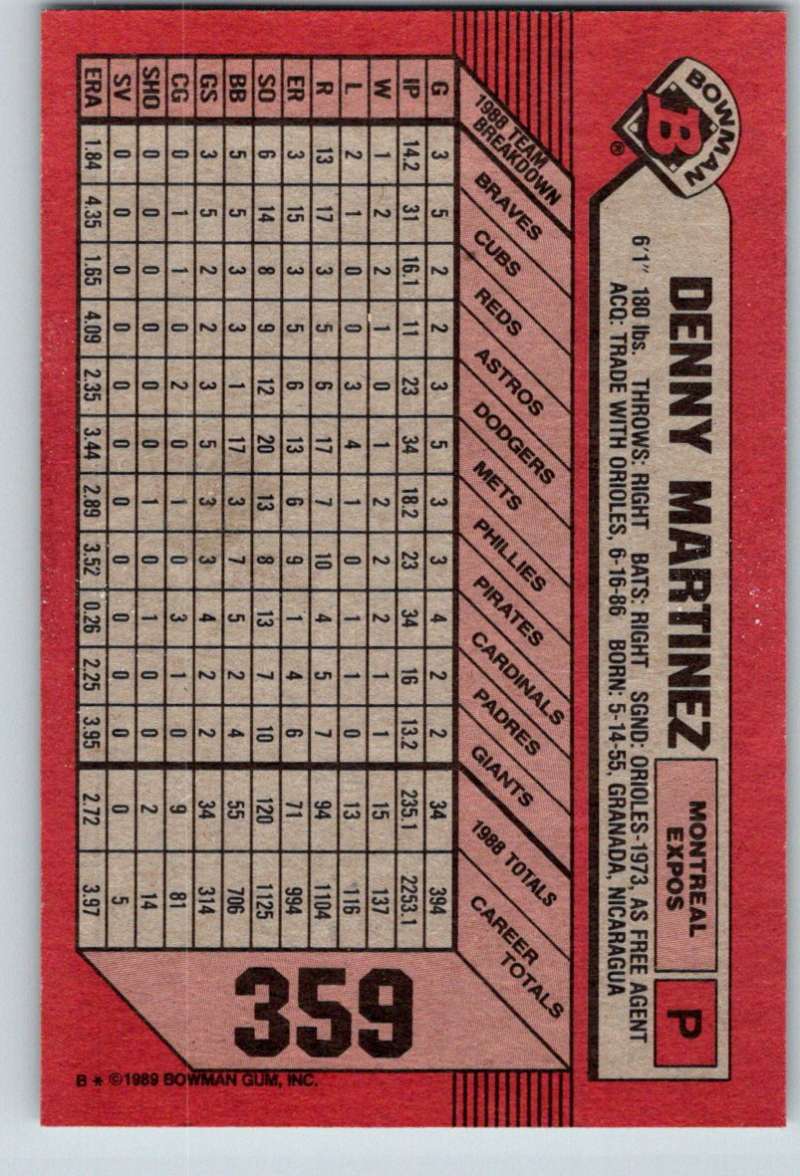 BOWMAN
B
®
DENNY MARTINEZ
MONTREAL
EXPOS
P
6'1" 180 lbs. THROWS: RIGHT BATS: RIGHT SGND: ORIOLES-1973, AS FREE AGENT
ACQ: TRADE WITH ORIOLES, 6-16-86 BORN: 5-14-55, GRANADA, NICARAGUA
1988 TEAM
BREAKDOWN
BRAVES
CUBS
REDS
ASTROS
DODGERS
METS
PHILLIES
PIRATES
CARDINALS
PADRES
GIANTS
1988 TOTALS
CAREER
TOTALS
G 3 5 2 2 3 5 3 3 4 2 2 34 394
IP 14.2 31 16.1 11 23 34 18.2 23 34 16 13.2 235.1 2253.1
W 1 2 2 1 0 1 2 2 2 1 1 15 137
L 2 1 0 0 3 4 1 0 1 1 0 13 116
R 13 17 3 5 6 17 7 10 4 5 7 94 1104
ER 3 15 3 5 6 13 6 9 1 4 6 71 994
SO 6 14 8 9 12 20 13 8 13 7 10 120 1125
BB 5 5 3 3 1 17 3 7 5 2 4 55 706
GS 3 5 2 2 3 5 3 3 4 2 2 34 314
CG 0 1 1 0 2 0 1 0 3 1 0 9 81
SHO 0 0 0 0 0 0 1 0 1 0 0 2 14
SV 0 0 0 0 0 0 0 0 0 0 0 0 5
ERA 1.84 4.35 1.65 4.09 2.35 3.44 2.89 3.52 0.26 2.25 3.95 2.72 3.97
359
B * ©1989 BOWMAN GUM, INC.